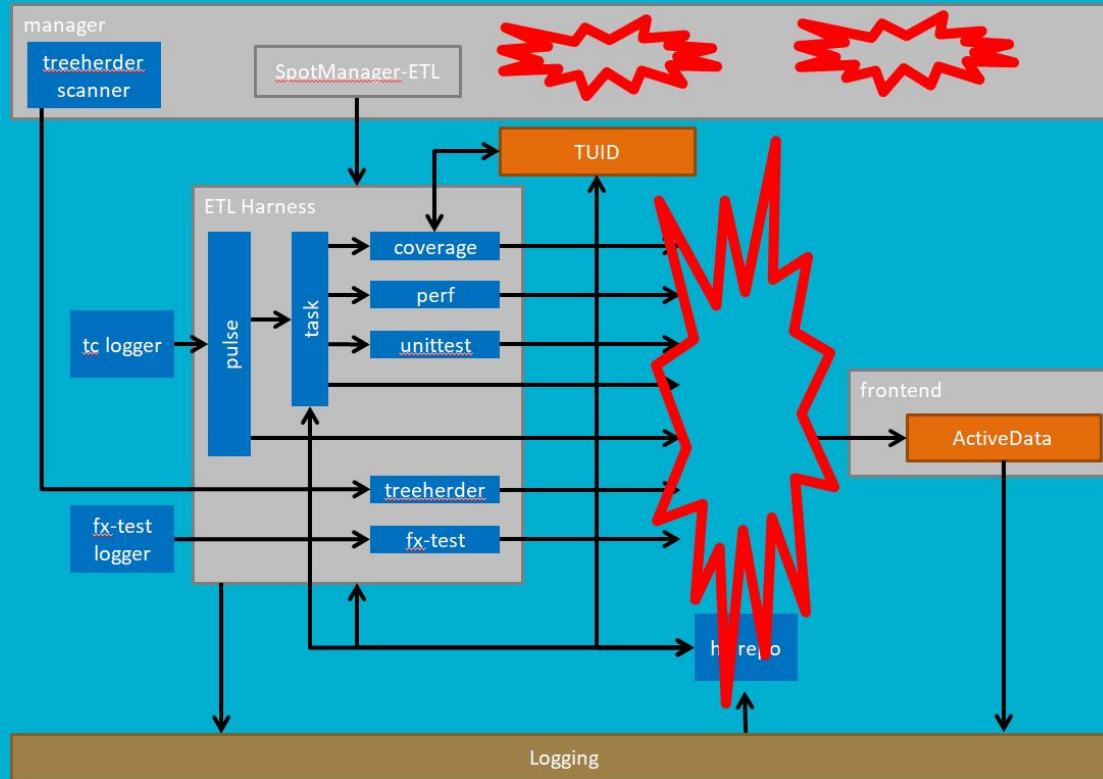 manager
treeherder
scanner
SpotManager-ETL
TUID
ETL Harness
coverage
perf
task
pulse
tc logger
unittest
frontend
ActiveData
treeherder
fx-test
logger
fx-test
Logging